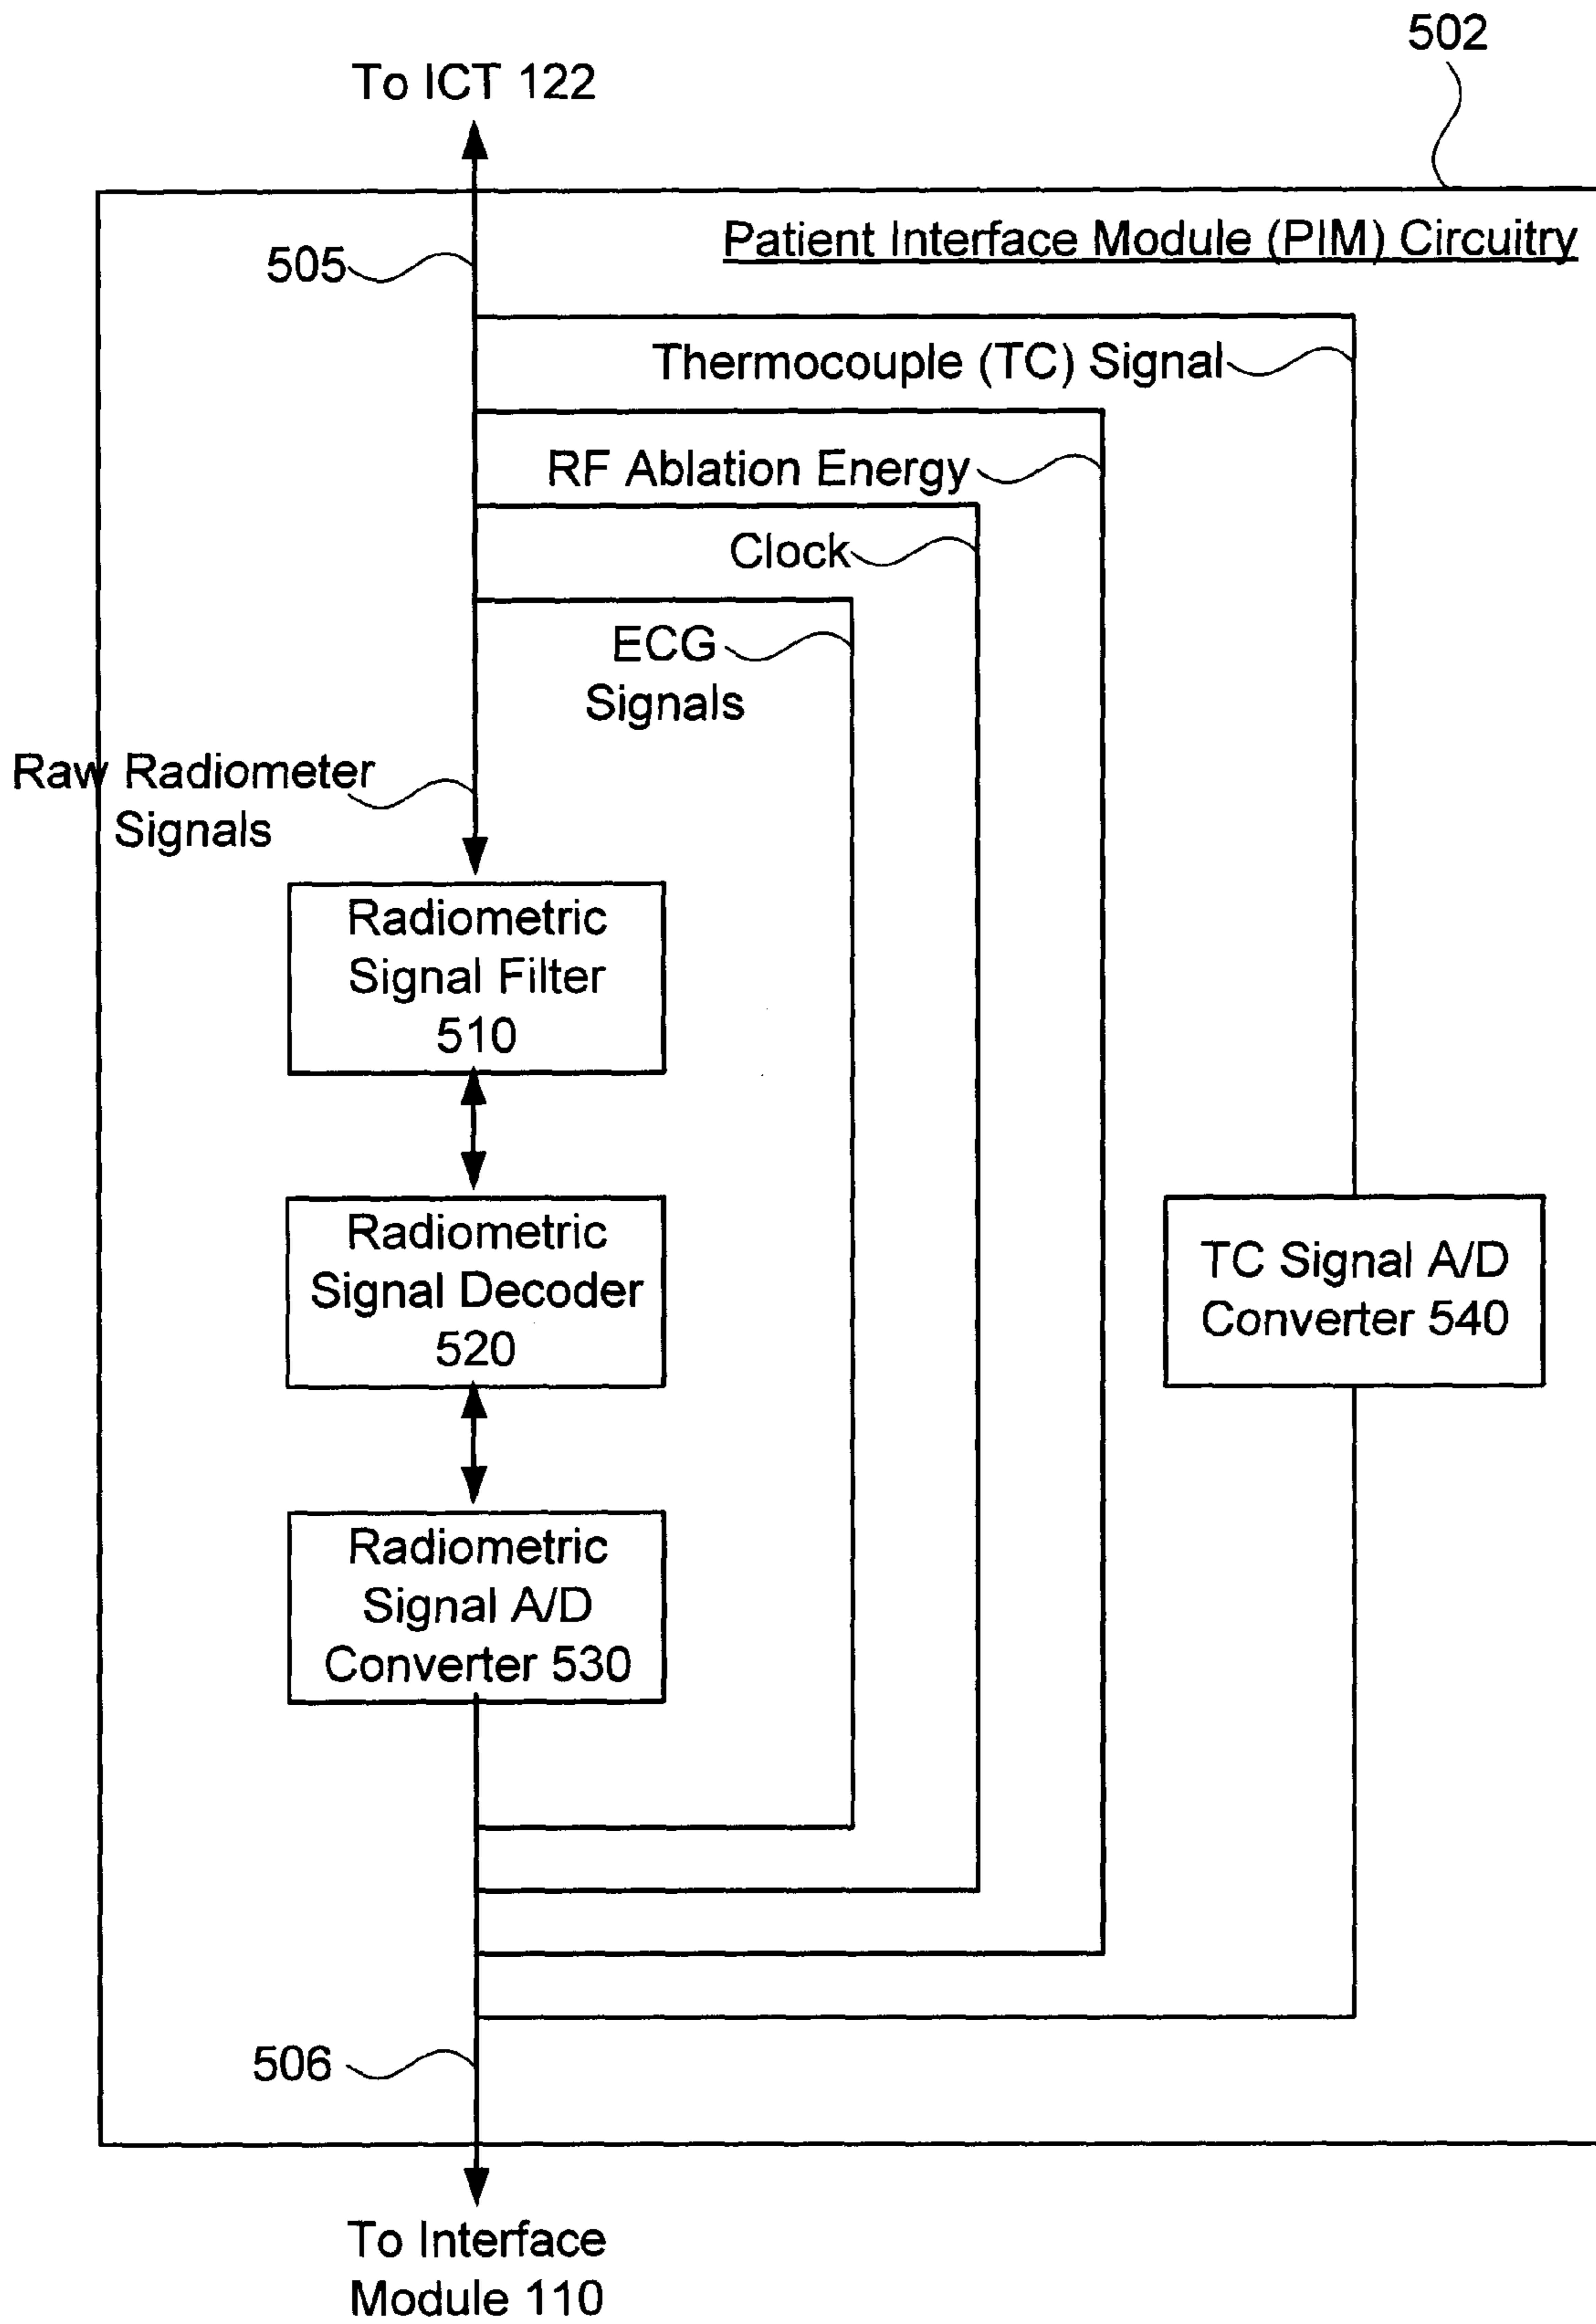 502
To ICT 122
Patient Interface Module (PIM) Circuitry
505
Thermocouple (TC) Signal
RF Ablation Energy
Clock
ECG
Signals
Raw Radiometer
Signals
Radiometric
Signal Filter
510
Radiometric
Signal Decoder
520
TC Signal A/D
Converter 540
Radiometric
Signal A/D
Converter 530
506
To Interface
Module 110